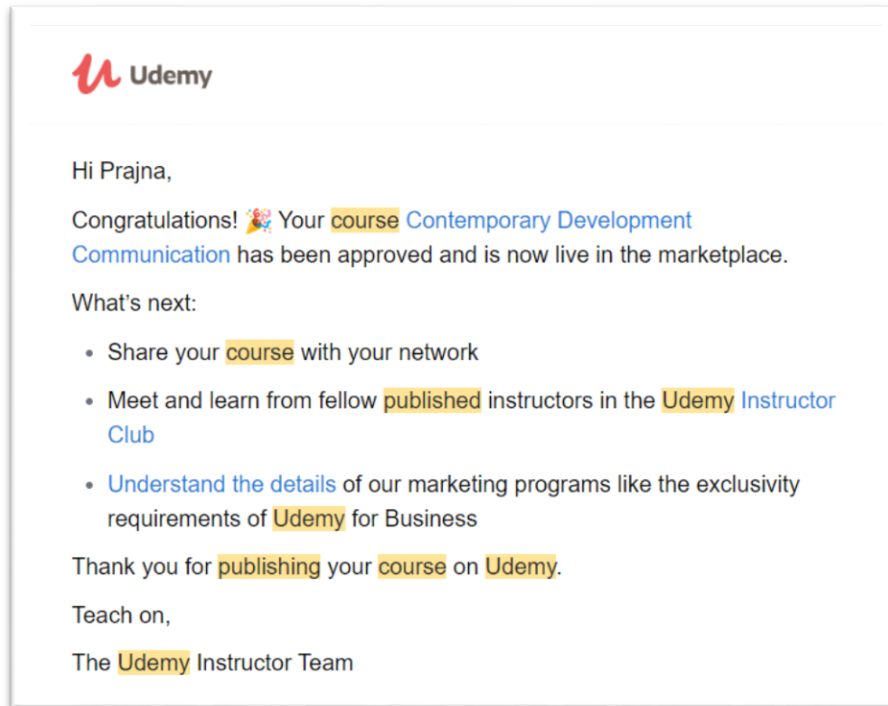 Udemy
Hi Prajna,
Congratulations! 🎉 Your course Contemporary Development
Communication has been approved and is now live in the marketplace.
What's next:
• Share your course with your network
• Meet and learn from fellow published instructors in the Udemy Instructor
Club
• Understand the details of our marketing programs like the exclusivity
requirements of Udemy for Business
Thank you for publishing your course on Udemy.
Teach on,
The Udemy Instructor Team